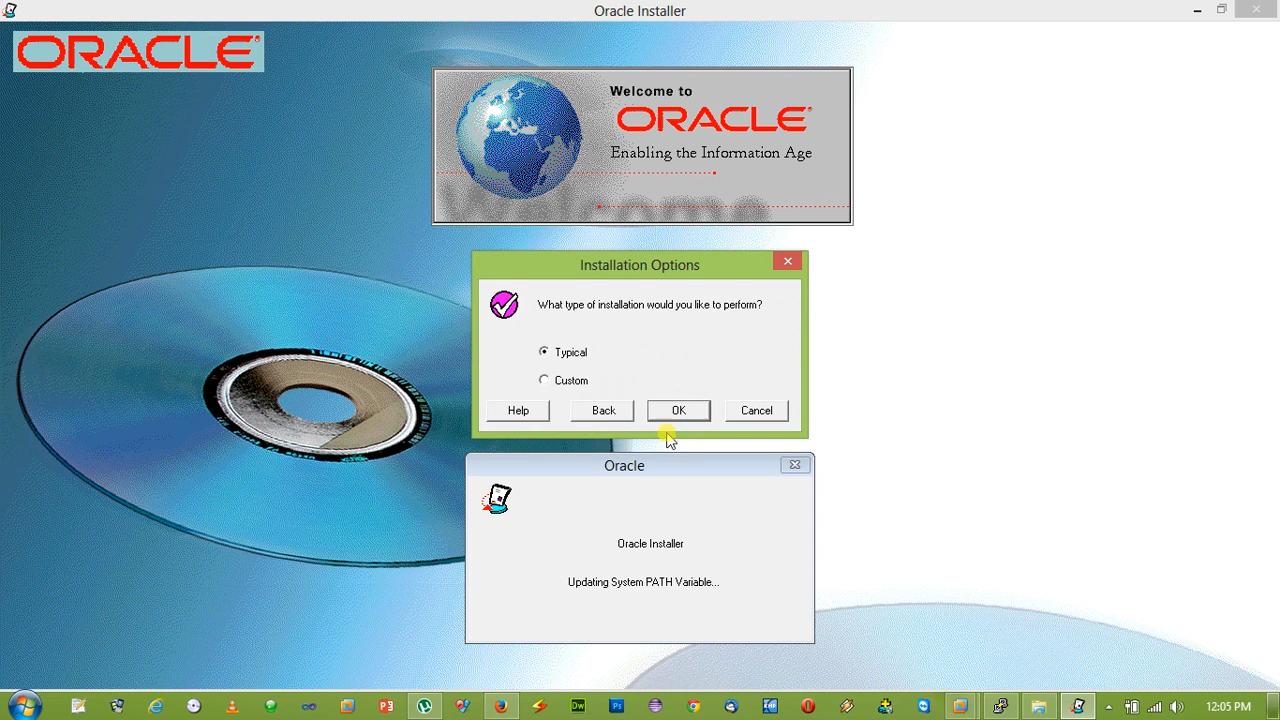 Oracle Installer
ORACLE
Welcome to
ORACLE
Enabling the Information Age
Welcome
Installation Options
What type of installation would you like to perform?
Typical
Custom
Help
Back
OK
Cancel
Oracle
Oracle Installer
Updating System PATH Variable...
12:05 PM